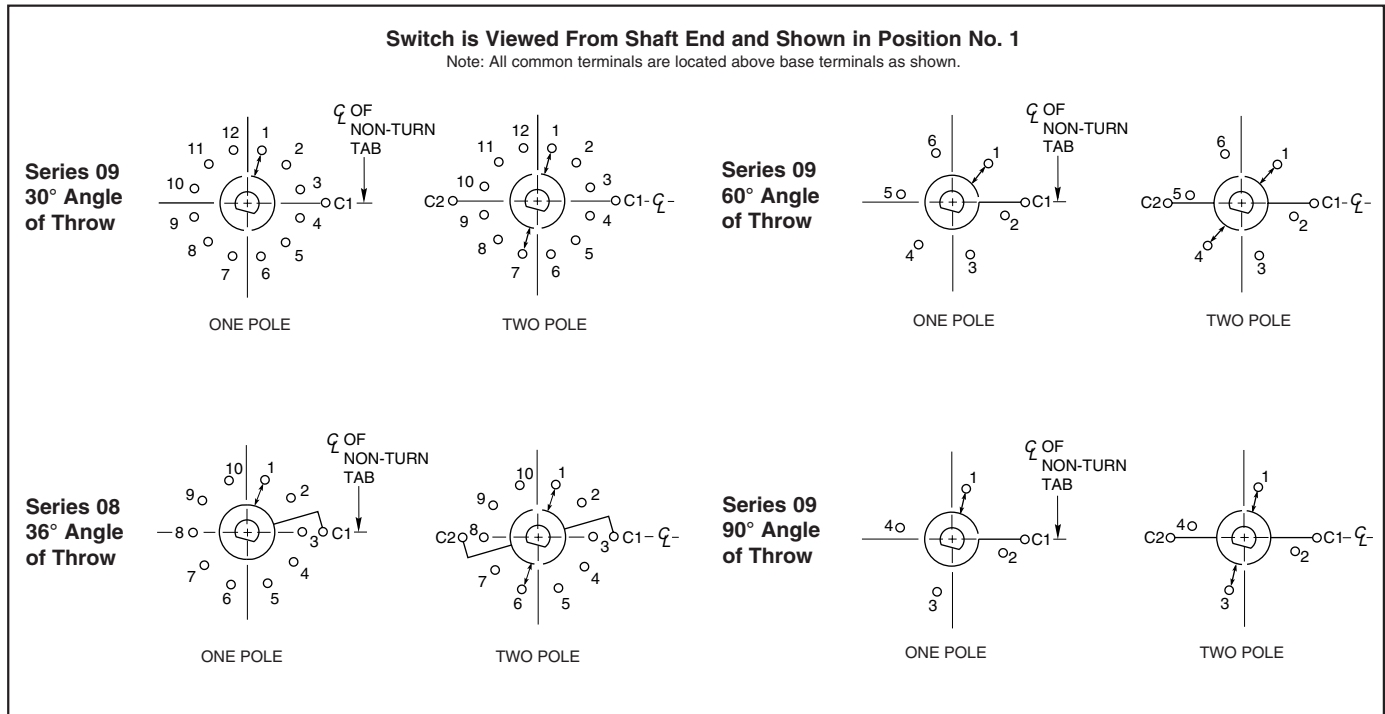 Switch is Viewed From Shaft End and Shown in Position No. 1
Note: All common terminals are located above base terminals as shown.
Series 09
30° Angle
of Throw
℄ OF
NON-TURN
TAB
12 1
11 2
10 3
C1
9 4
8 5
7 6
ONE POLE
12 1
11 2
10 3
C2 C1-℄-
9 4
8 5
7 6
TWO POLE
Series 09
60° Angle
of Throw
℄ OF
NON-TURN
TAB
6 1
5 C1
2
4 3
ONE POLE
6 1
C2 5 C1-℄-
2
4 3
TWO POLE
Series 08
36° Angle
of Throw
℄ OF
NON-TURN
TAB
10 1
9 2
8 3 C1
7 4
6 5
ONE POLE
10 1
9 2
C2 8 3 C1-℄-
7 4
6 5
TWO POLE
Series 09
90° Angle
of Throw
℄ OF
NON-TURN
TAB
1
4 C1
2
3
ONE POLE
1
4
C2 C1-℄-
2
3
TWO POLE